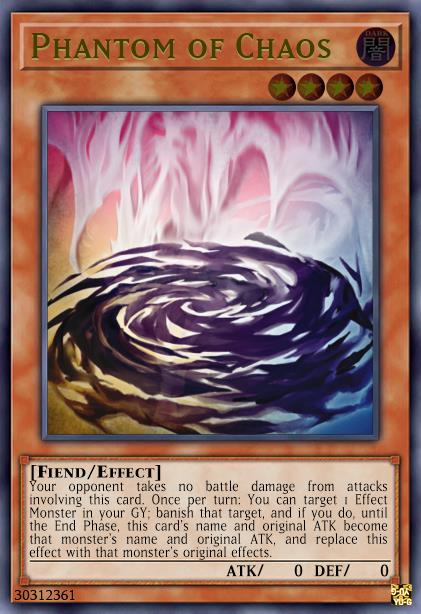 PHANTOM OF CHAOS
DARK
闇
[FIEND/EFFECT]
Your opponent takes no battle damage from attacks
involving this card. Once per turn: You can target 1 Effect
Monster in your GY; banish that target, and if you do, until
the End Phase, this card's name and original ATK become
that monster's name and original ATK, and replace this
effect with that monster's original effects.
ATK/ 0 DEF/ 0
30312361